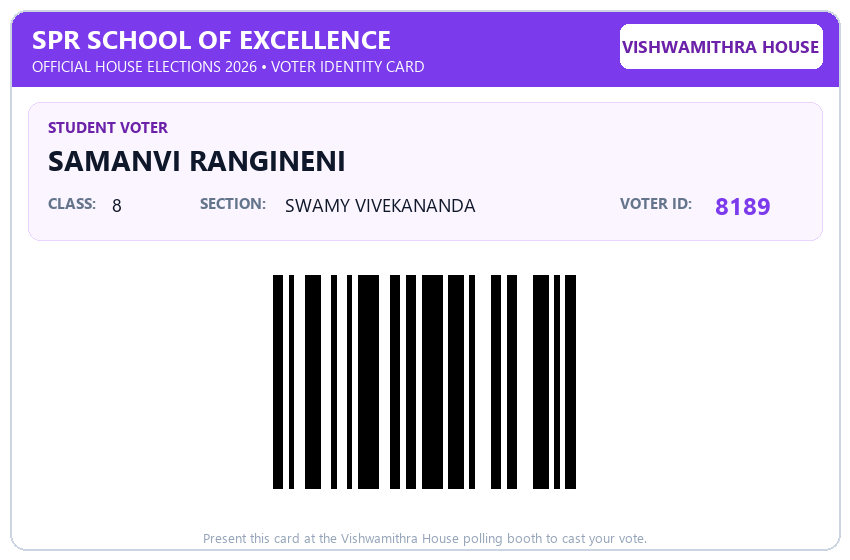 SPR SCHOOL OF EXCELLENCE
OFFICIAL HOUSE ELECTIONS 2026 • VOTER IDENTITY CARD
VISHWAMITHRA HOUSE
STUDENT VOTER
SAMANVI RANGINENI
CLASS: 8 SECTION: SWAMY VIVEKANANDA VOTER ID: 8189
Present this card at the Vishwamithra House polling booth to cast your vote.